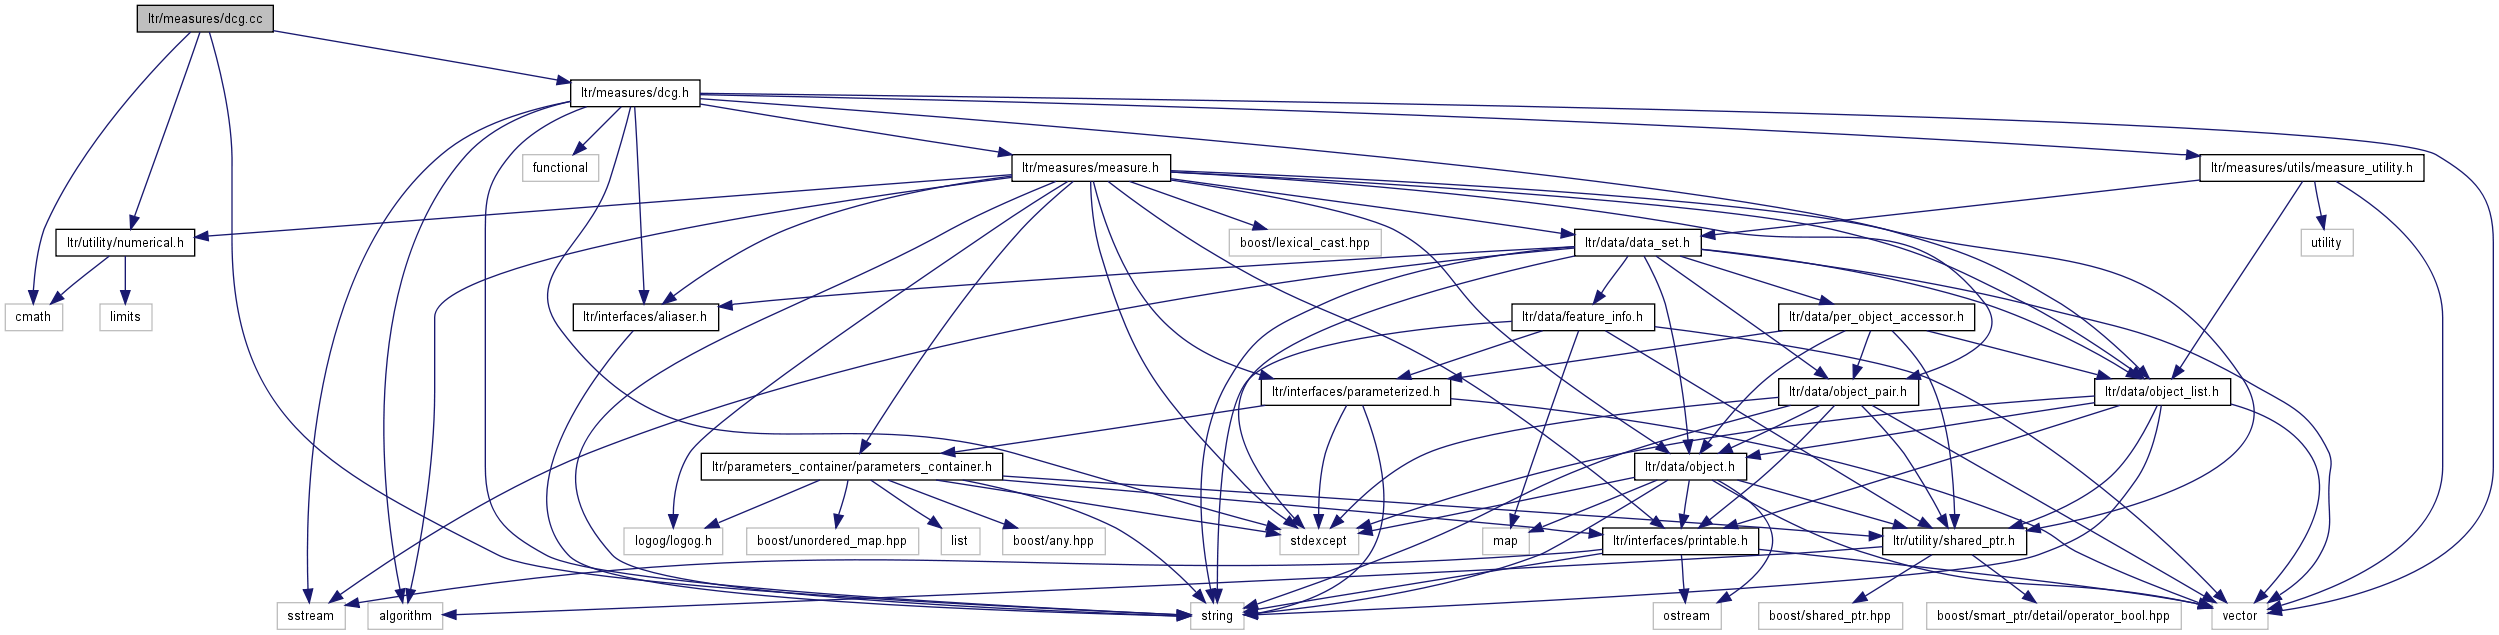 ltr/measures/dcg.cc
ltr/measures/dcg.h
functional
ltr/measures/measure.h
ltr/measures/utils/measure_utility.h
ltr/utility/numerical.h
boost/lexical_cast.hpp
ltr/data/data_set.h
utility
cmath
limits
ltr/interfaces/aliaser.h
ltr/data/feature_info.h
ltr/data/per_object_accessor.h
ltr/interfaces/parameterized.h
ltr/data/object_pair.h
ltr/data/object_list.h
ltr/parameters_container/parameters_container.h
ltr/data/object.h
logog/logog.h
boost/unordered_map.hpp
list
boost/any.hpp
stdexcept
map
ltr/interfaces/printable.h
ltr/utility/shared_ptr.h
sstream
algorithm
string
ostream
boost/shared_ptr.hpp
boost/smart_ptr/detail/operator_bool.hpp
vector